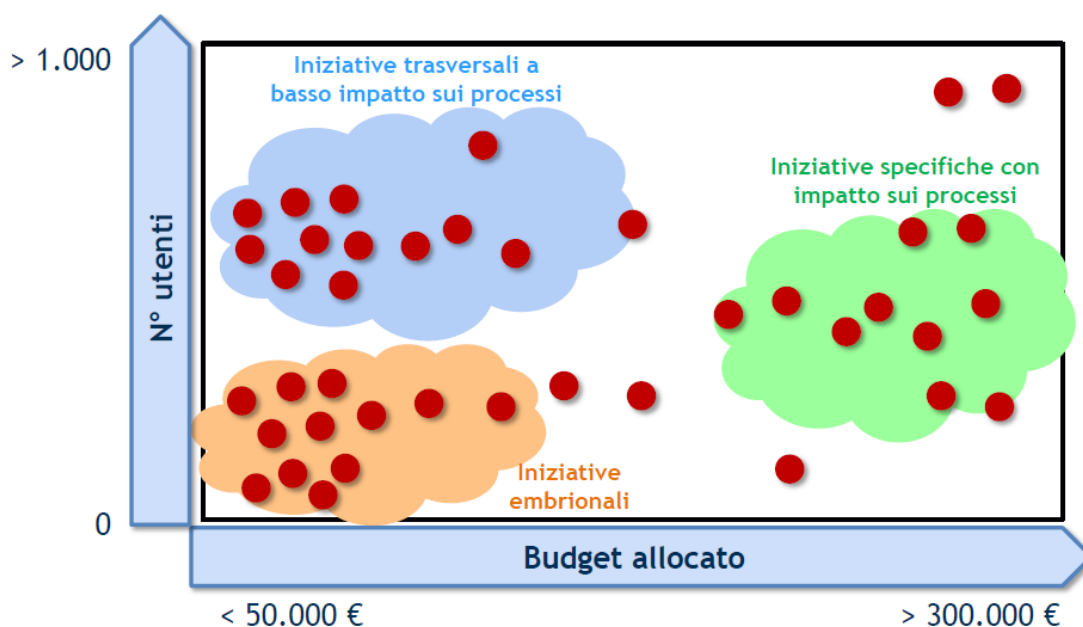 > 1.000
Iniziative trasversali a
basso impatto sui processi
Iniziative specifiche con
impatto sui processi
N° utenti
Iniziative
embrionali
0
Budget allocato
< 50.000 €
> 300.000 €